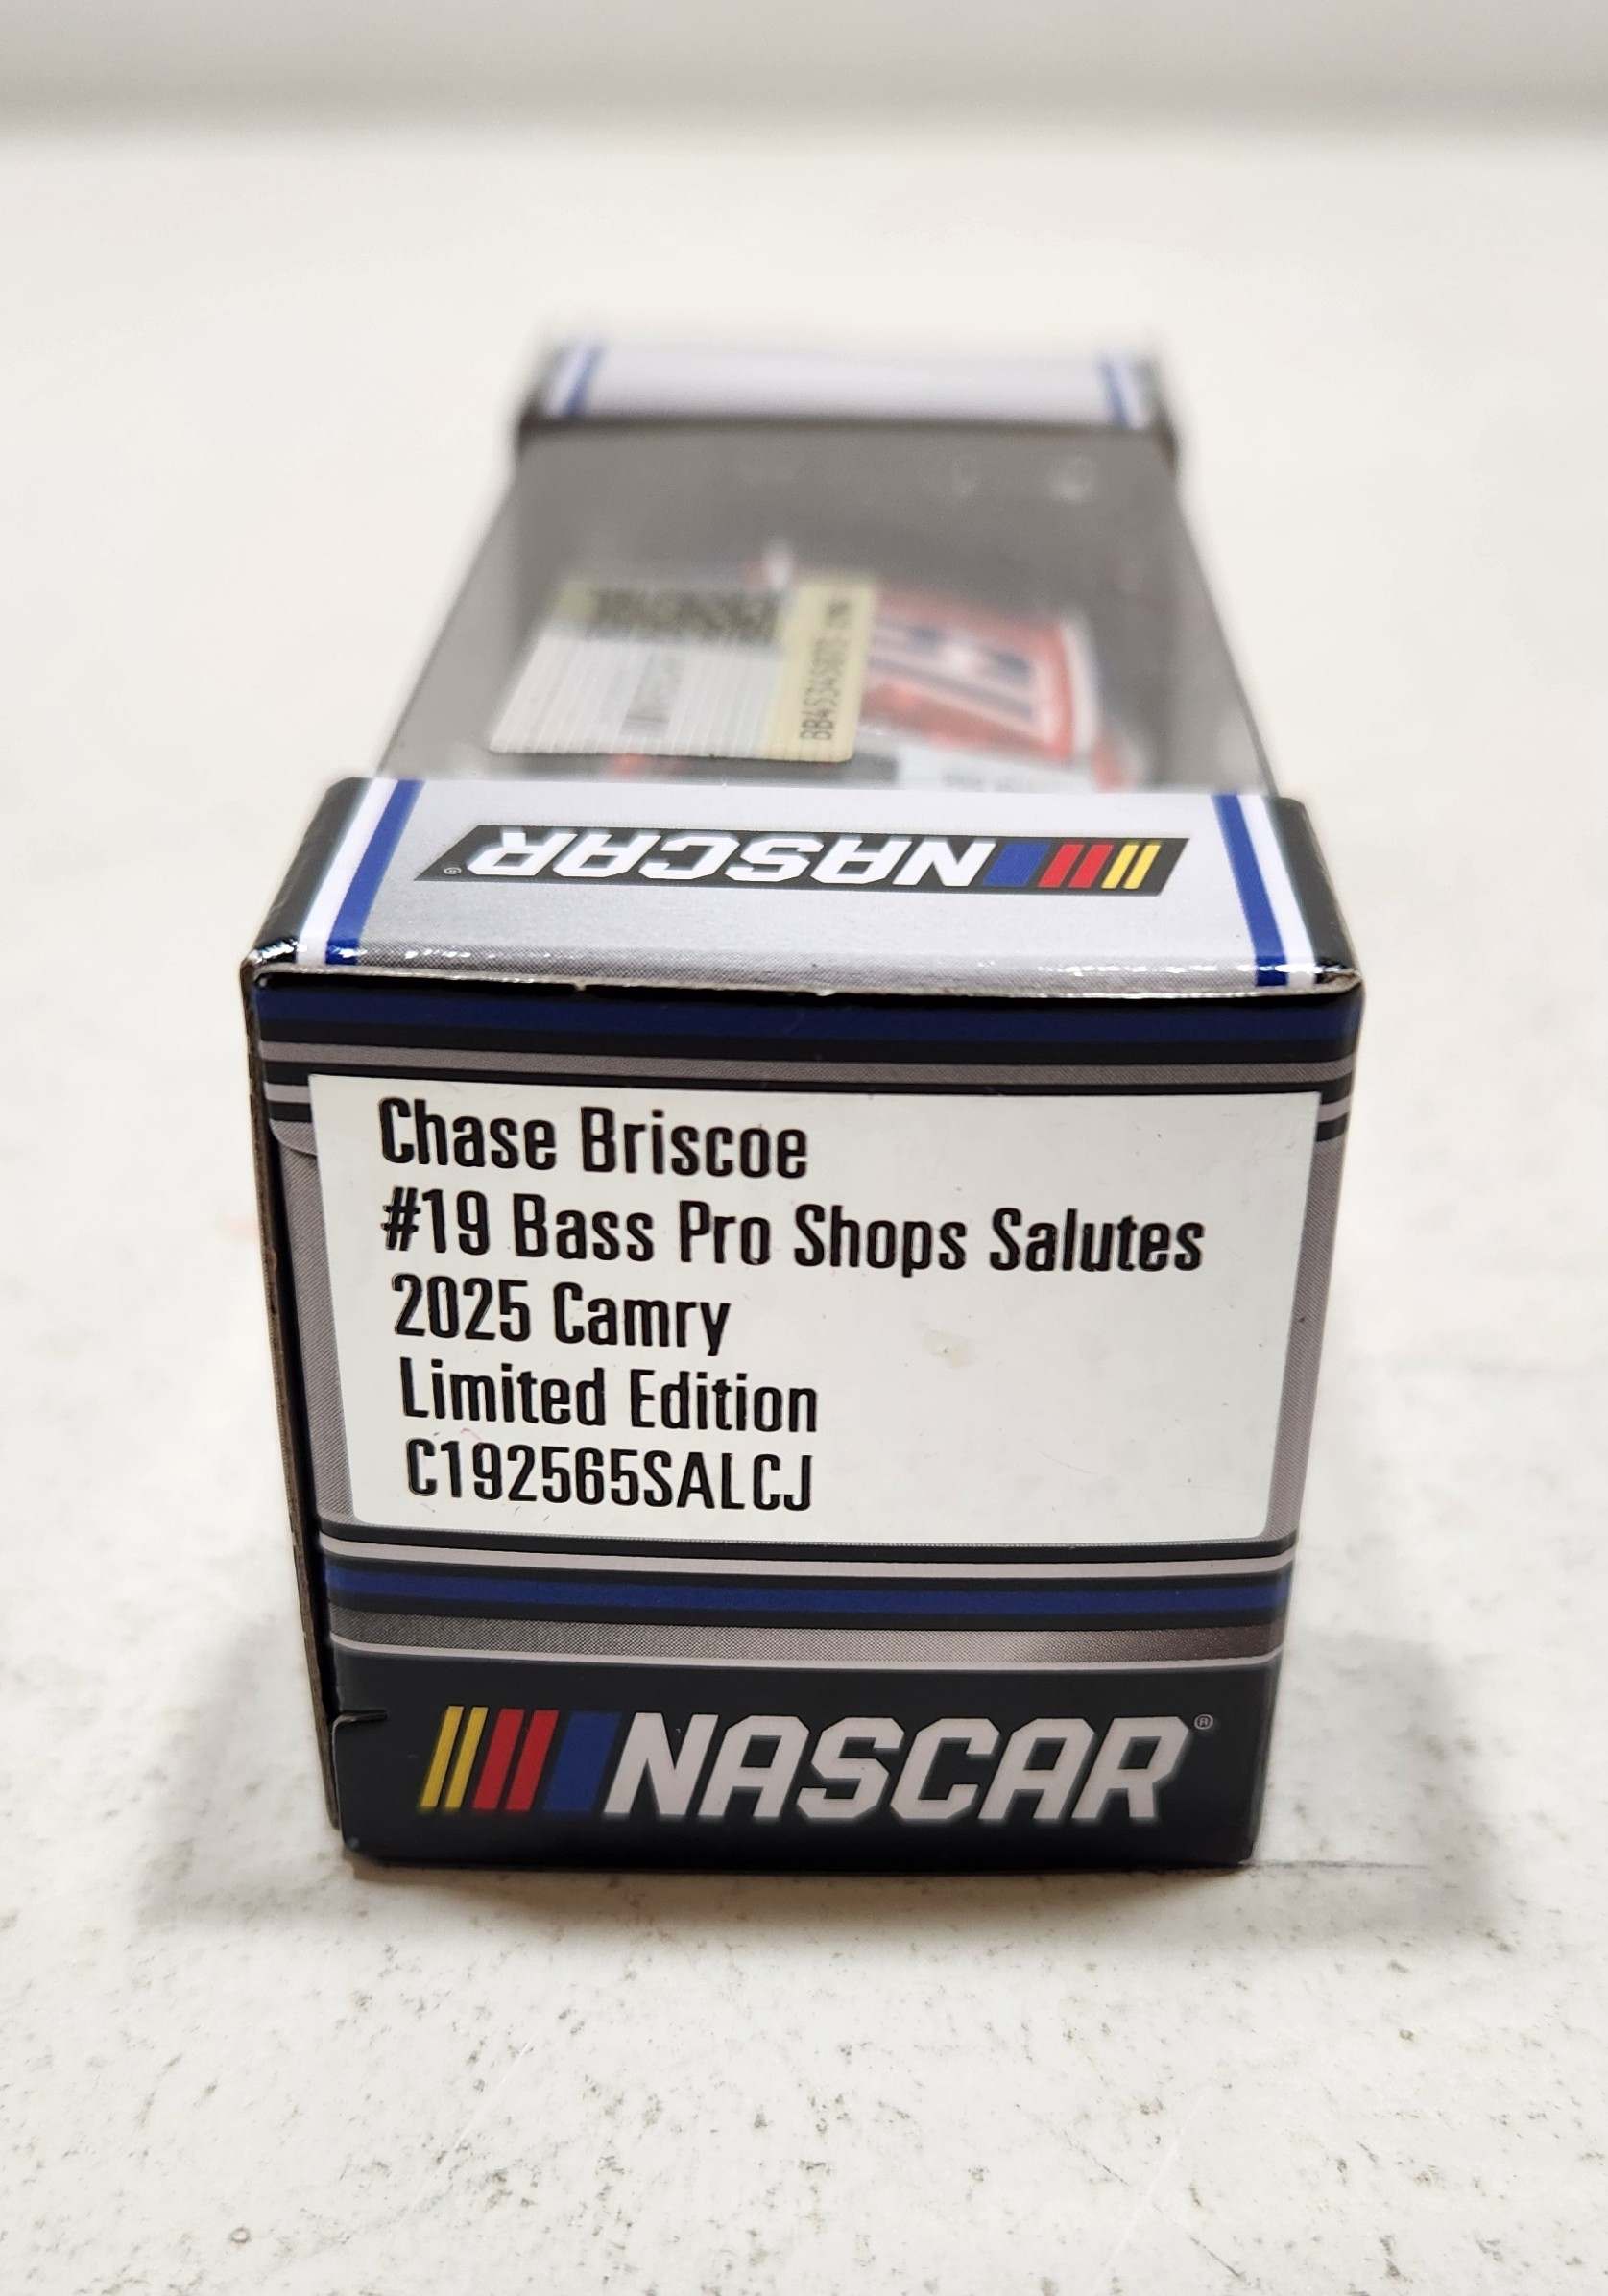 NASCAR
Chase Briscoe
#19 Bass Pro Shops Salutes
2025 Camry
Limited Edition
C192565SALCJ
NASCAR®